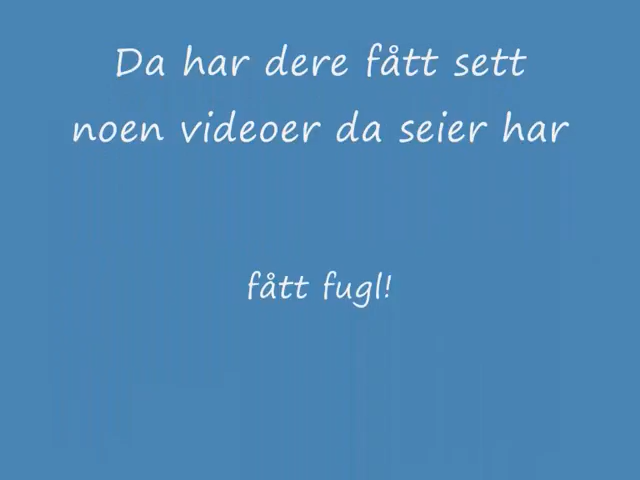 Da har dere fått sett
noen videoer da seier har
fått fugl!